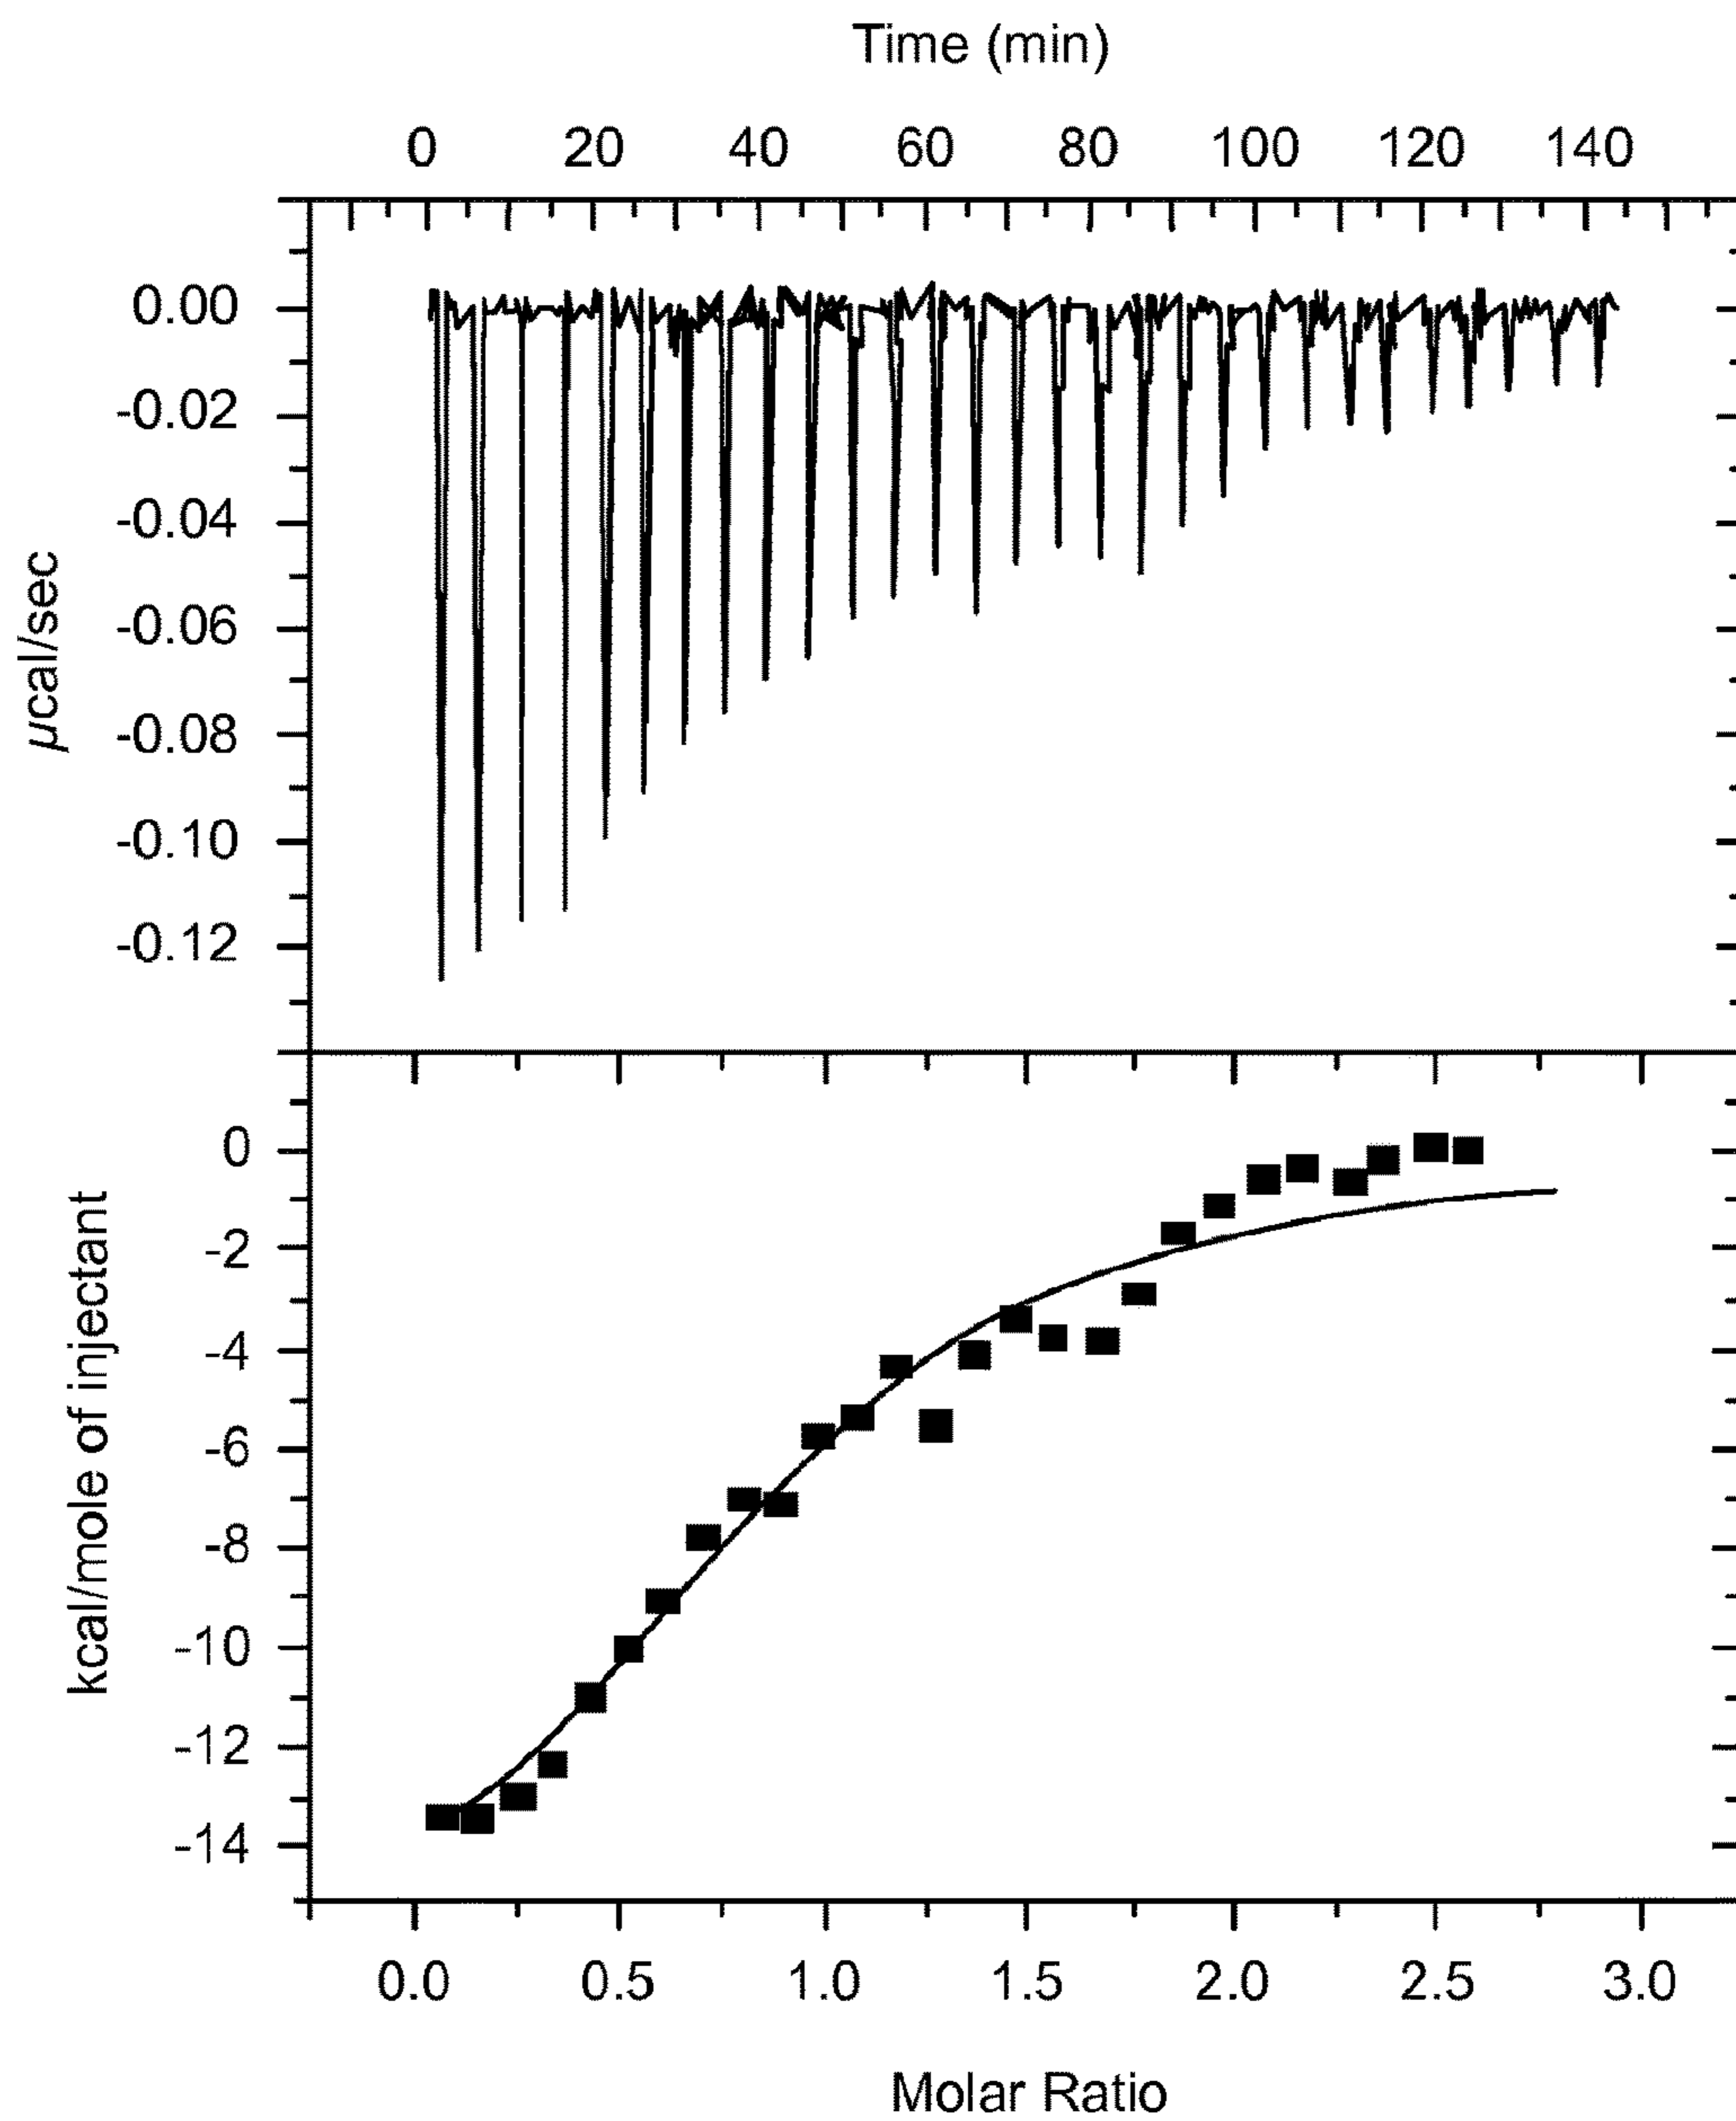 Time (min)
0 20 40 60 80 100 120 140
µcal/sec
0.00
-0.02
-0.04
-0.06
-0.08
-0.10
-0.12
kcal/mole of injectant
0
-2
-4
-6
-8
-10
-12
-14
0.0 0.5 1.0 1.5 2.0 2.5 3.0
Molar Ratio